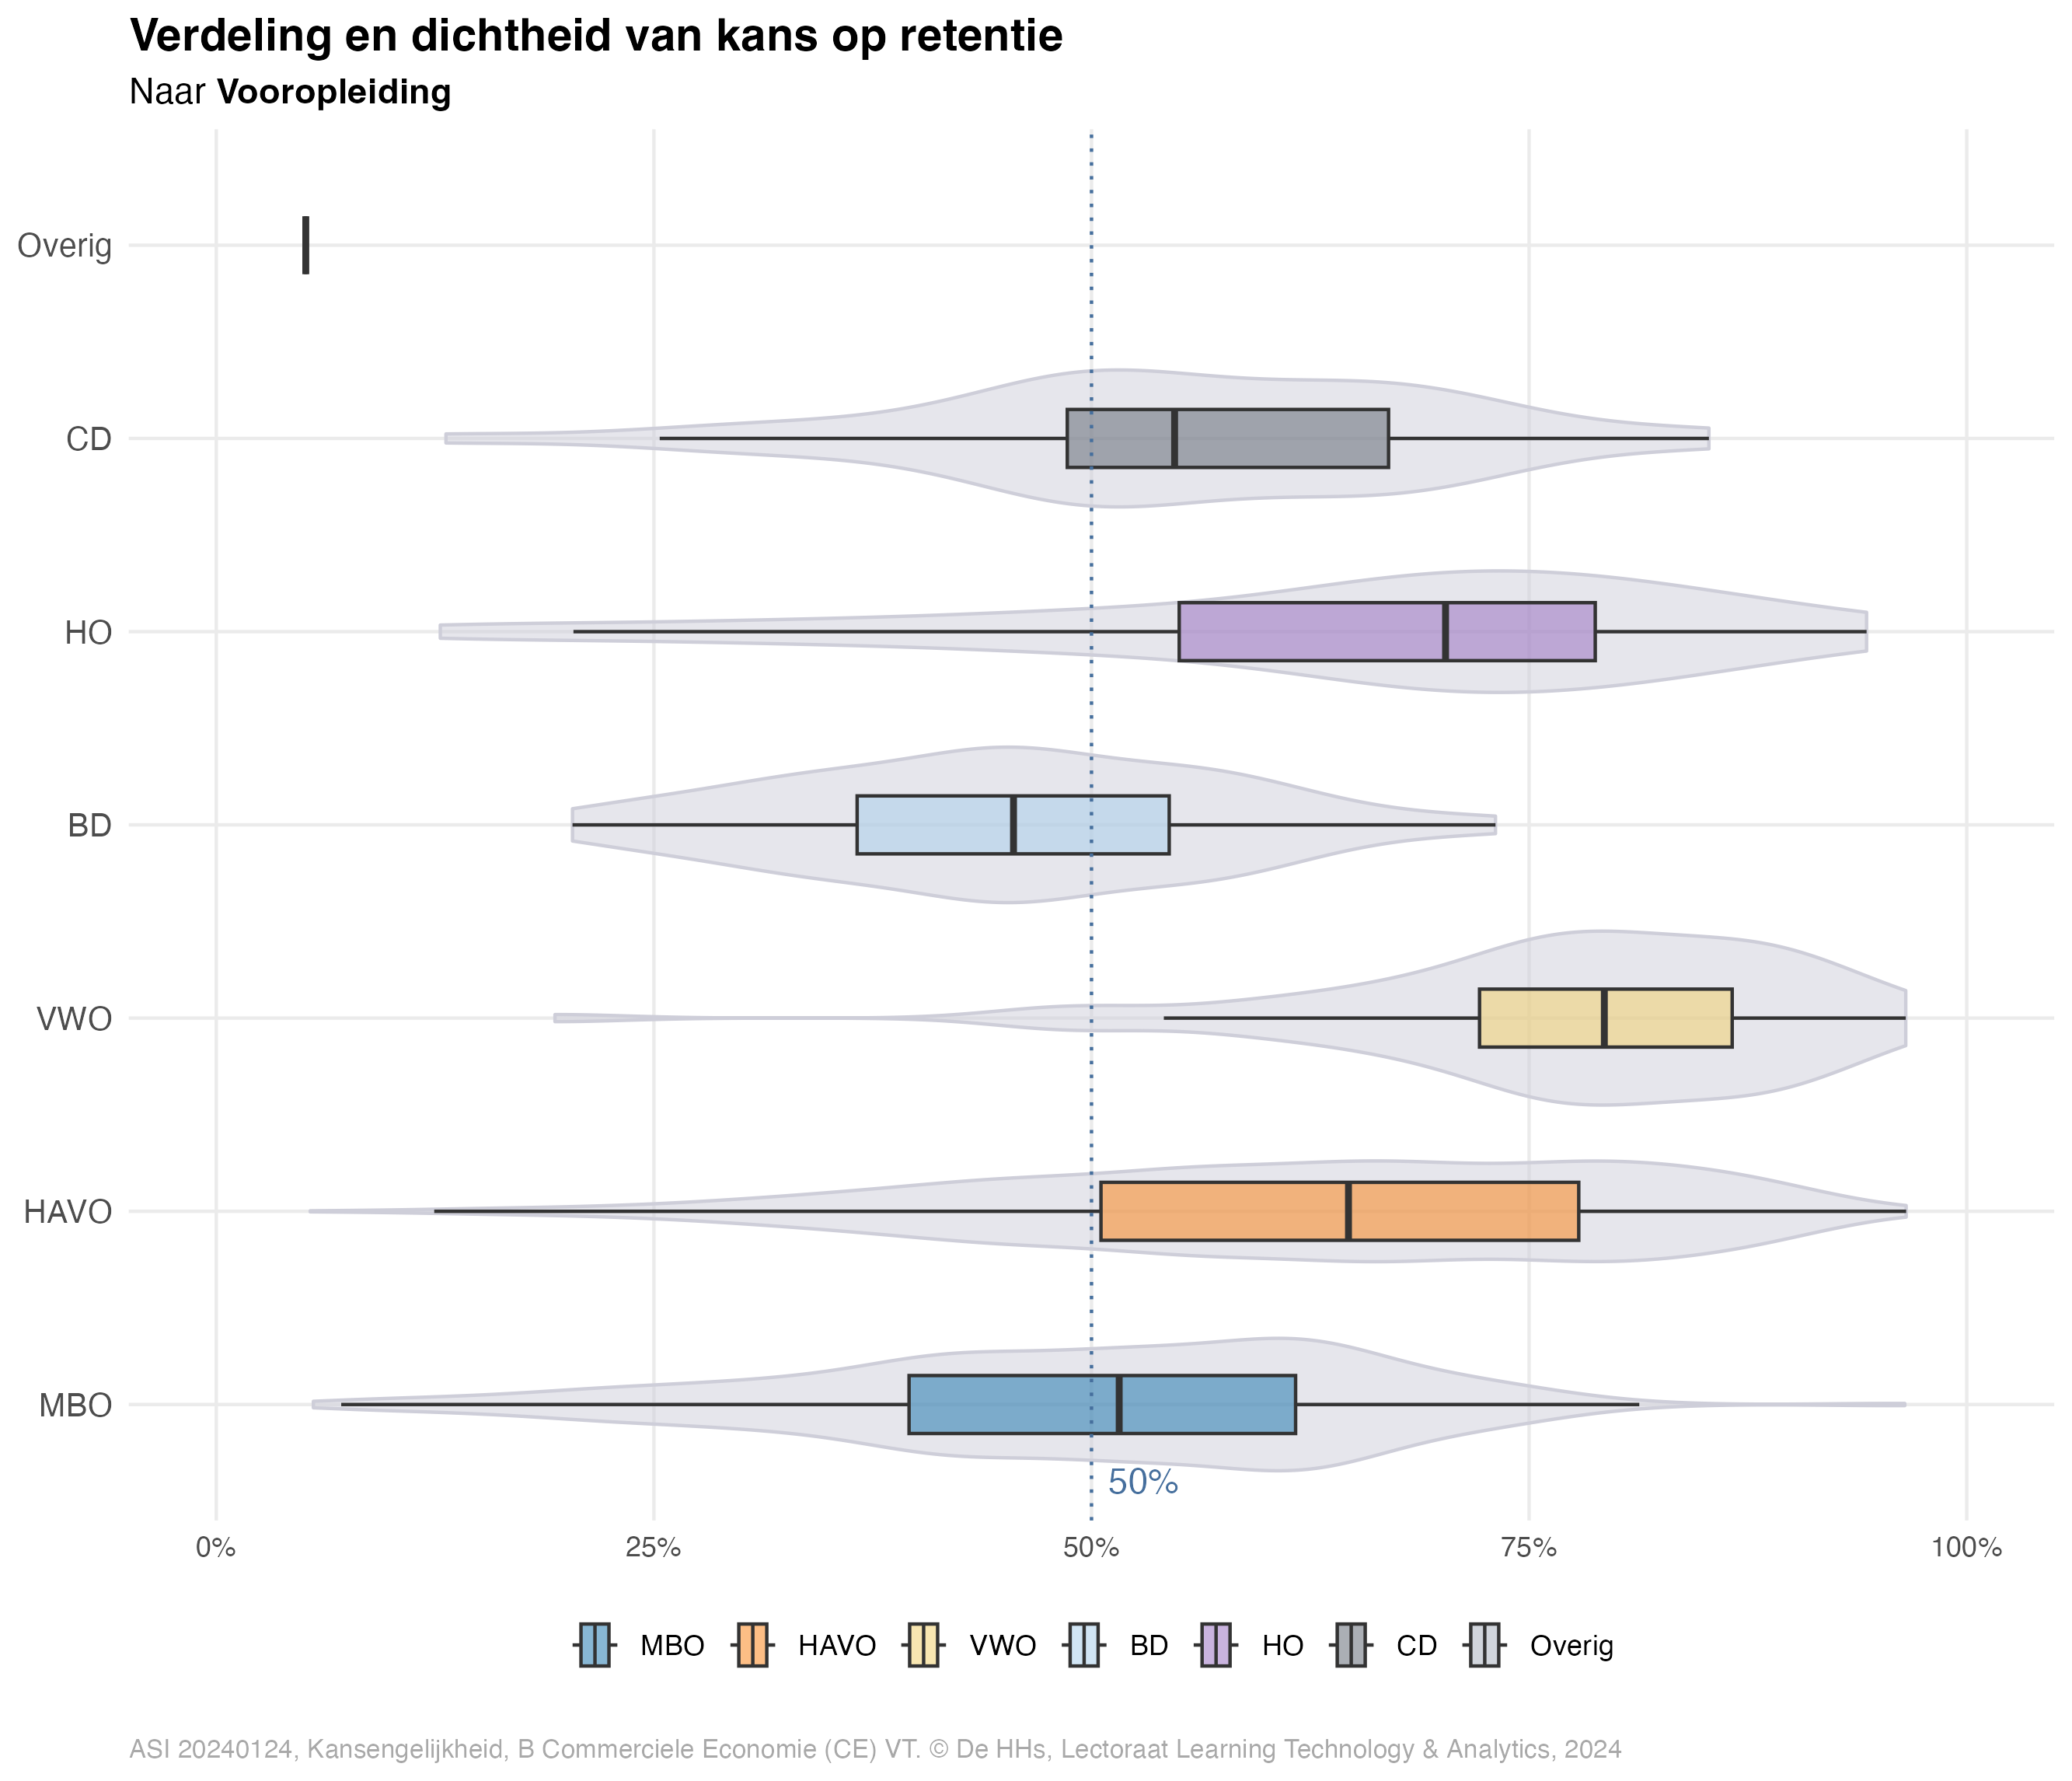 Verdeling en dichtheid van kans op retentie
Naar Vooropleiding
Overig
CD
HO
BD
VWO
HAVO
MBO
50%
0% 25% 50% 75% 100%
MBO HAVO VWO BD HO CD Overig
ASI 20240124, Kansengelijkheid, B Commerciele Economie (CE) VT. © De HHs, Lectoraat Learning Technology & Analytics, 2024